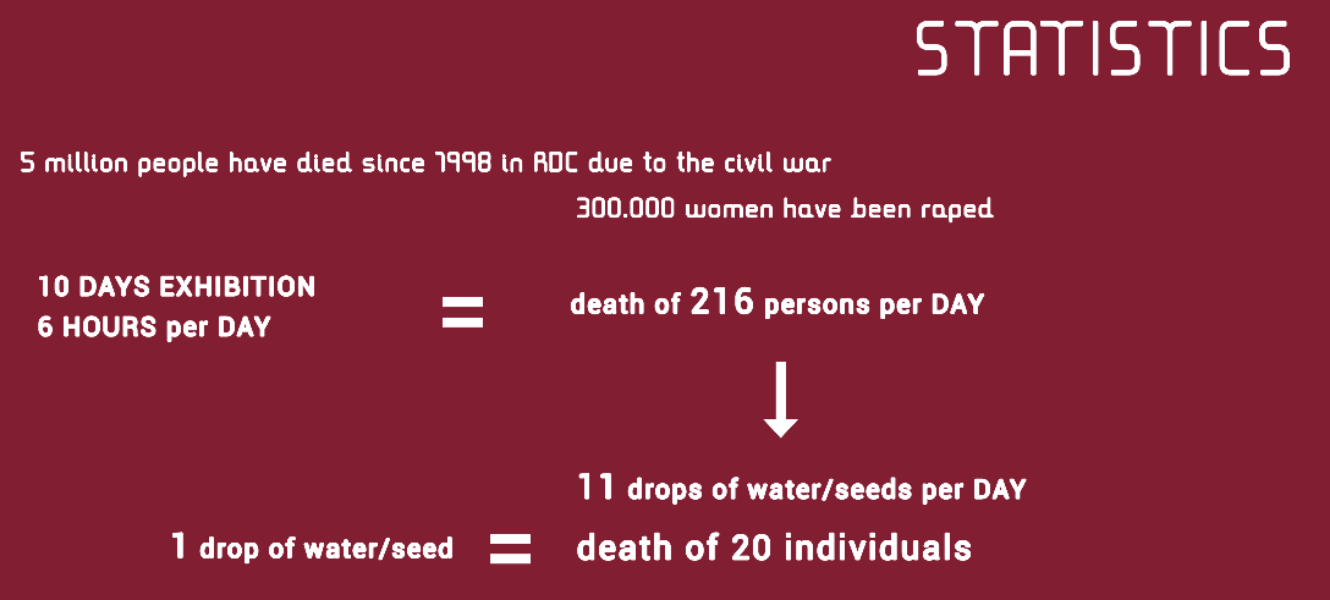 STATISTICS
5 million people have died since 1998 in RDC due to the civil war
300.000 women have been raped
10 DAYS EXHIBITION
6 HOURS per DAY
=
death of 216 persons per DAY
11 drops of water/seeds per DAY
1 drop of water/seed = death of 20 individuals